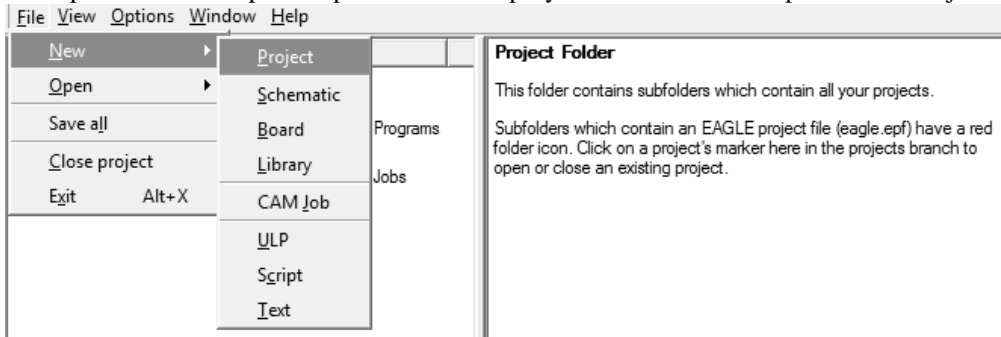 File View Options Window Help
New
Open
Save all
Close project
Exit Alt+X
Project
Schematic
Board
Library
CAM Job
ULP
Script
Text
Programs
Jobs
Project Folder
This folder contains subfolders which contain all your projects.
Subfolders which contain an EAGLE project file (eagle.epf) have a red
folder icon. Click on a project's marker here in the projects branch to
open or close an existing project.